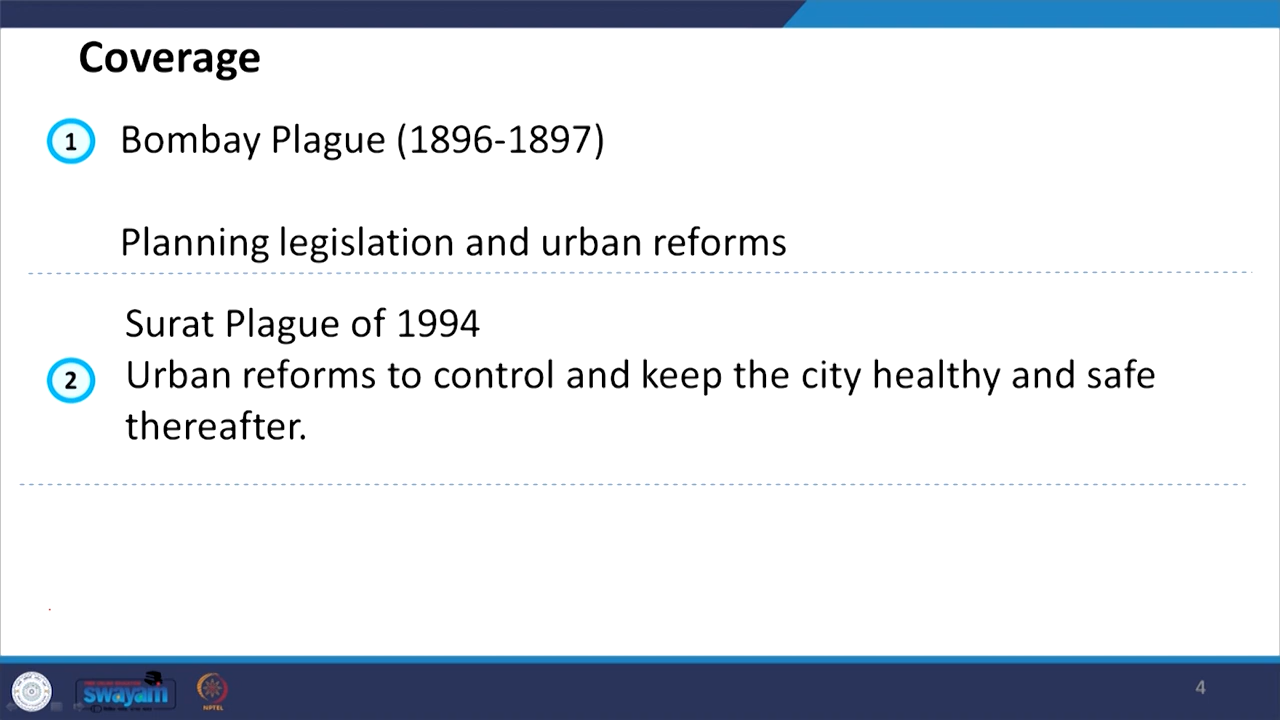 Coverage
1 Bombay Plague (1896-1897)
Planning legislation and urban reforms
Surat Plague of 1994
2 Urban reforms to control and keep the city healthy and safe
thereafter.
swayam
NPTEL
4